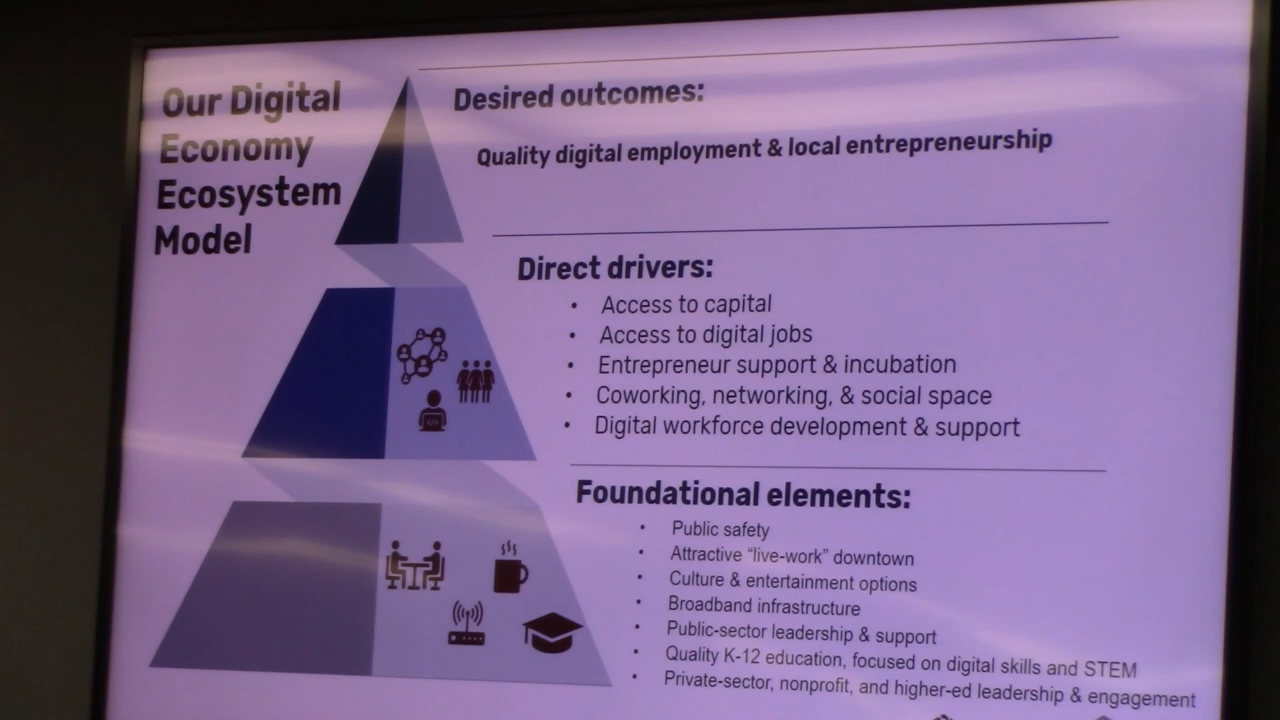 Our Digital
Economy
Ecosystem
Model
Desired outcomes:
Quality digital employment & local entrepreneurship
Direct drivers:
• Access to capital
• Access to digital jobs
• Entrepreneur support & incubation
• Coworking, networking, & social space
• Digital workforce development & support
Foundational elements:
• Public safety
• Attractive “live-work” downtown
• Culture & entertainment options
• Broadband infrastructure
• Public-sector leadership & support
• Quality K-12 education, focused on digital skills and STEM
• Private-sector, nonprofit, and higher-ed leadership & engagement